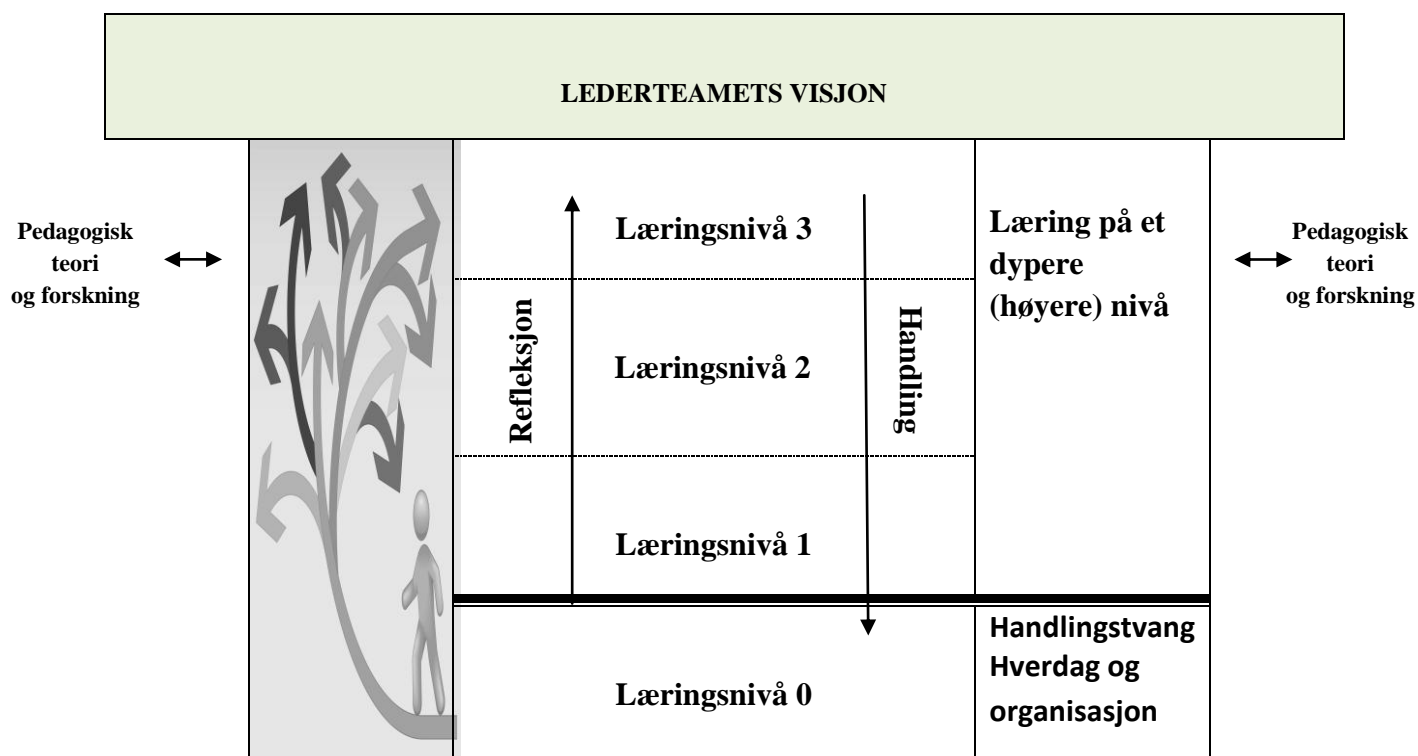 LEDERTEAMETS VISJON
Pedagogisk
teori
og forskning
Refleksjon
Læringsnivå 3
Læringsnivå 2
Læringsnivå 1
Læringsnivå 0
Handling
Læring på et
dypere
(høyere) nivå
Handlingstvang
Hverdag og
organisasjon
Pedagogisk
teori
og forskning